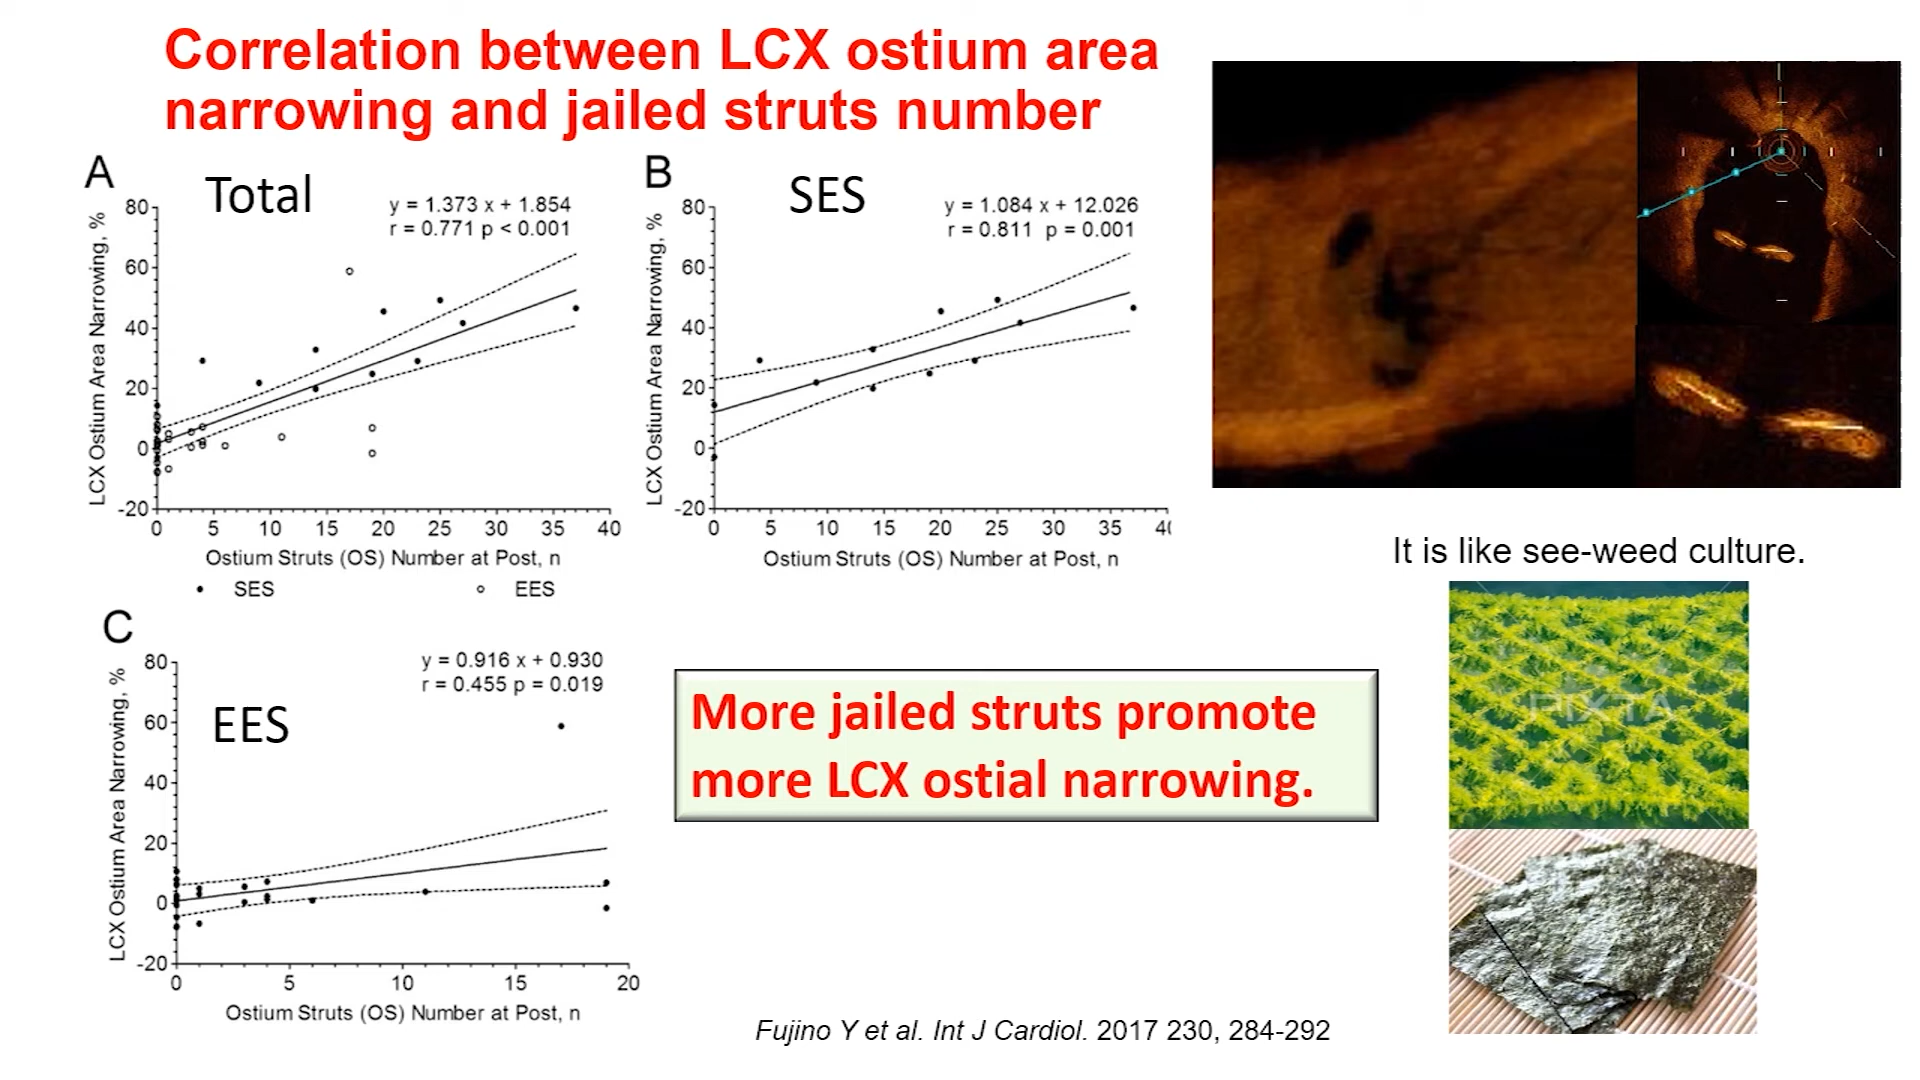 Correlation between LCX ostium area
narrowing and jailed struts number
A
Total
y = 1.373 x + 1.854
r = 0.771 p < 0.001
LCX Ostium Area Narrowing, %
80
60
40
20
0
-20
0 5 10 15 20 25 30 35 40
Ostium Struts (OS) Number at Post, n
SES EES
B
SES
y = 1.084 x + 12.026
r = 0.811 p = 0.001
LCX Ostium Area Narrowing, %
80
60
40
20
0
-20
0 5 10 15 20 25 30 35 4
Ostium Struts (OS) Number at Post, n
C
EES
y = 0.916 x + 0.930
r = 0.455 p = 0.019
LCX Ostium Area Narrowing, %
80
60
40
20
0
-20
0 5 10 15 20
Ostium Struts (OS) Number at Post, n
More jailed struts promote
more LCX ostial narrowing.
It is like see-weed culture.
PIXTA
Fujino Y et al. Int J Cardiol. 2017 230, 284-292